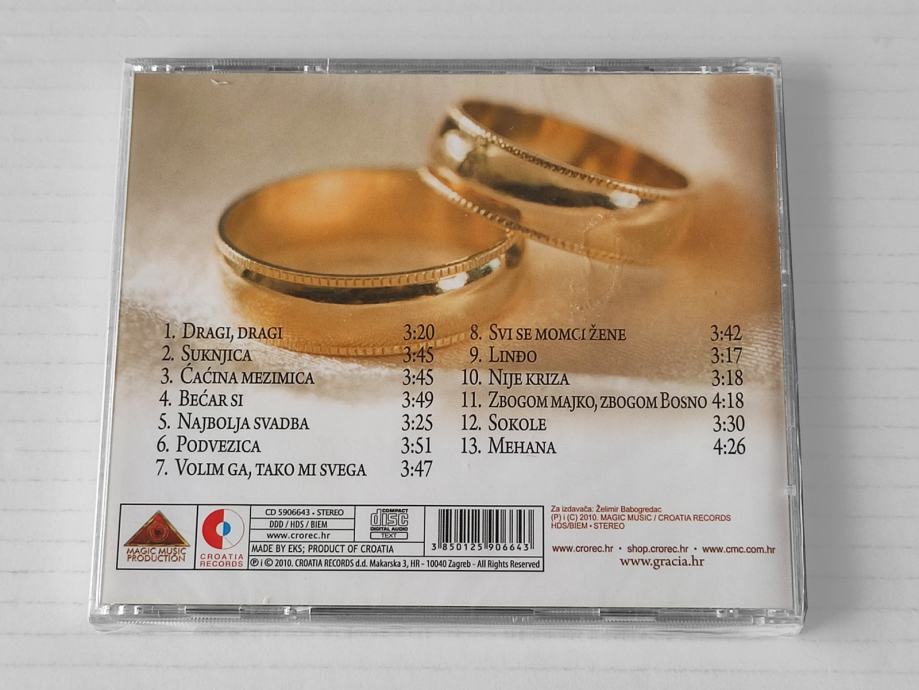 1. Dragi, dragi 3:20
2. Suknjica 3:45
3. Ćaćina mezimica 3:45
4. Bećar si 3:49
5. Najbolja svadba 3:25
6. Podvezica 3:51
7. Volim ga, tako mi svega 3:47
8. Svi se momci žene 3:42
9. Linđo 3:17
10. Nije kriza 3:18
11. Zbogom majko, zbogom Bosno 4:18
12. Sokole 3:30
13. Mehana 4:26
MAGIC MUSIC
PRODUCTION
CROATIA
RECORDS
CD 5906643 • STEREO
DDD / HDS / BIEM
www.crorec.hr
COMPACT
disc
DIGITAL AUDIO
TEXT
MADE BY EKS; PRODUCT OF CROATIA
℗ i © 2010. CROATIA RECORDS d.d. Makarska 3, HR - 10040 Zagreb - All Rights Reserved
3 850125 906643
Za izdavača: Želimir Babogredac
(P) i (C) 2010. MAGIC MUSIC / CROATIA RECORDS
HDS/BIEM • STEREO
www.crorec.hr • shop.crorec.hr • www.cmc.com.hr
www.gracia.hr